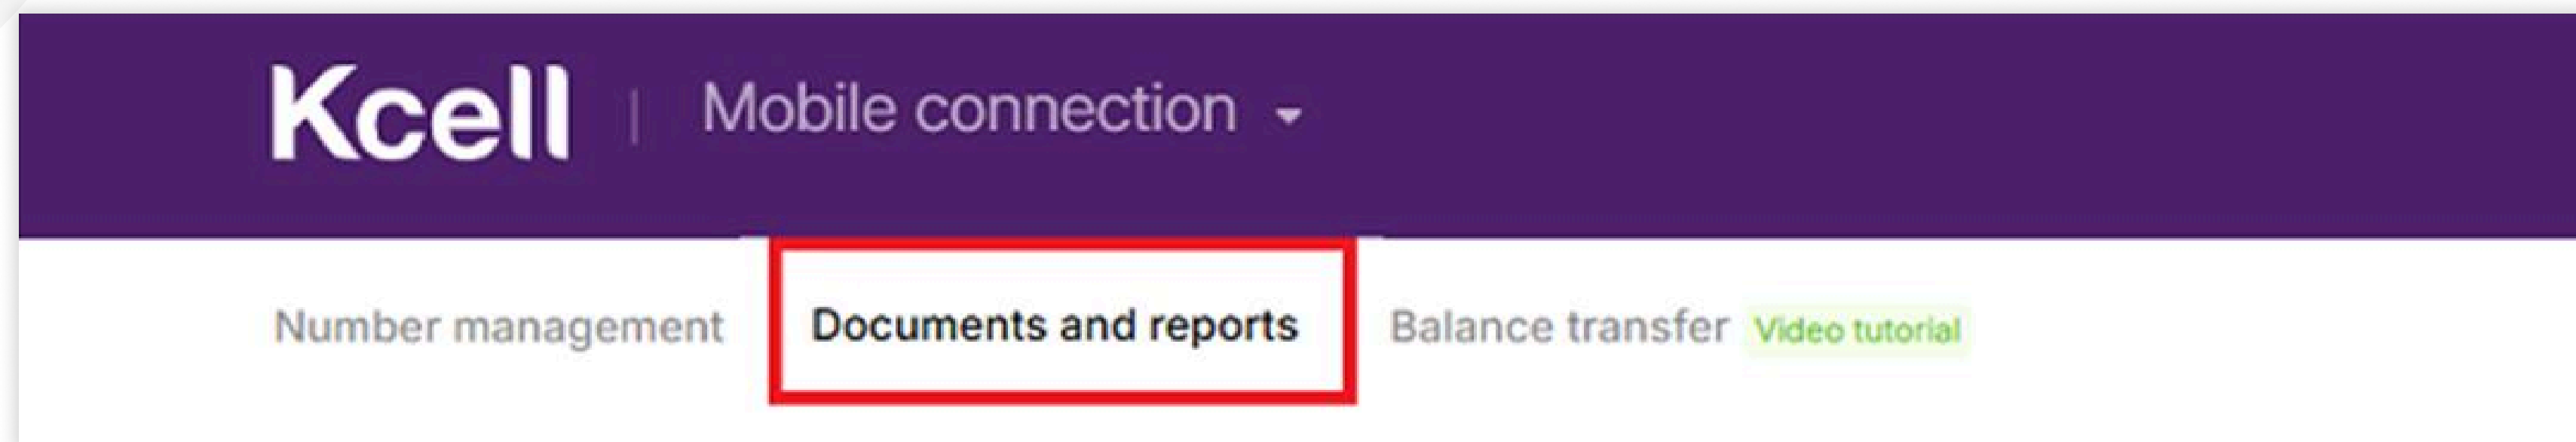 Kcell | Mobile connection
Number management Documents and reports Balance transfer Video tutorial